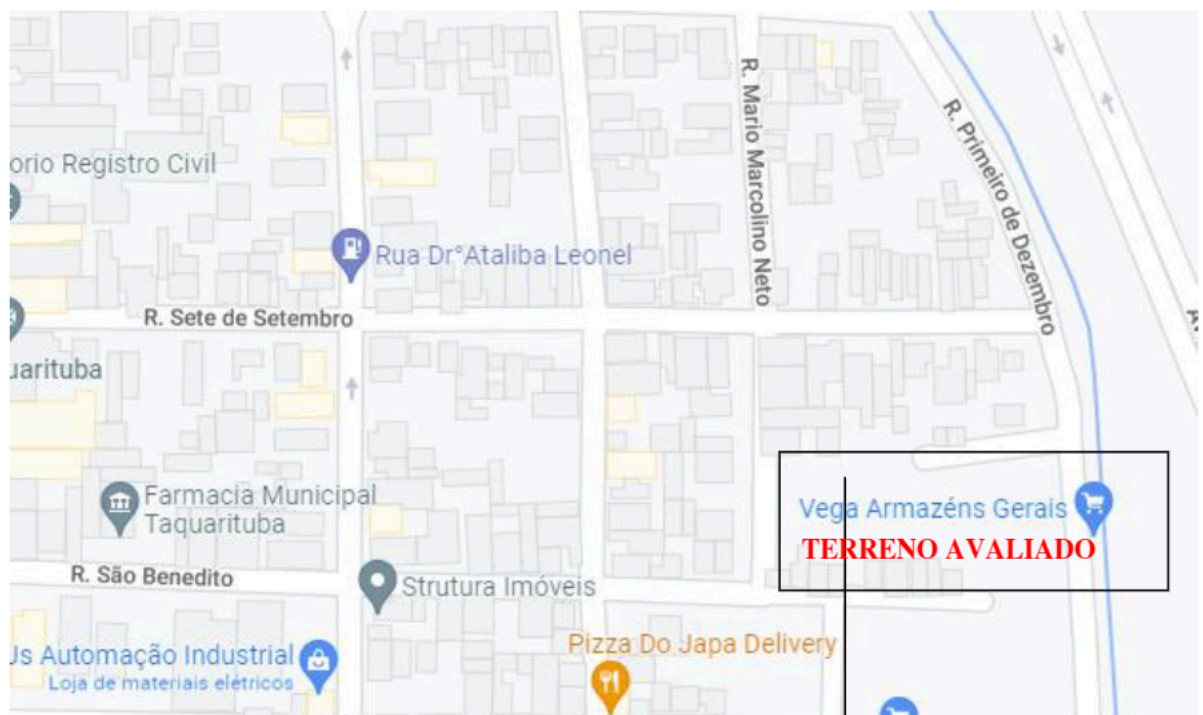 R. Mario Marcolino Neto
R. Primeiro de Dezembro
orio Registro Civil
Rua Dr°Ataliba Leonel
R. Sete de Setembro
uarituba
Farmacia Municipal
Taquarituba
Vega Armazéns Gerais
TERRENO AVALIADO
R. São Benedito
Strutura Imóveis
Js Automação Industrial
Loja de materiais elétricos
Pizza Do Japa Delivery